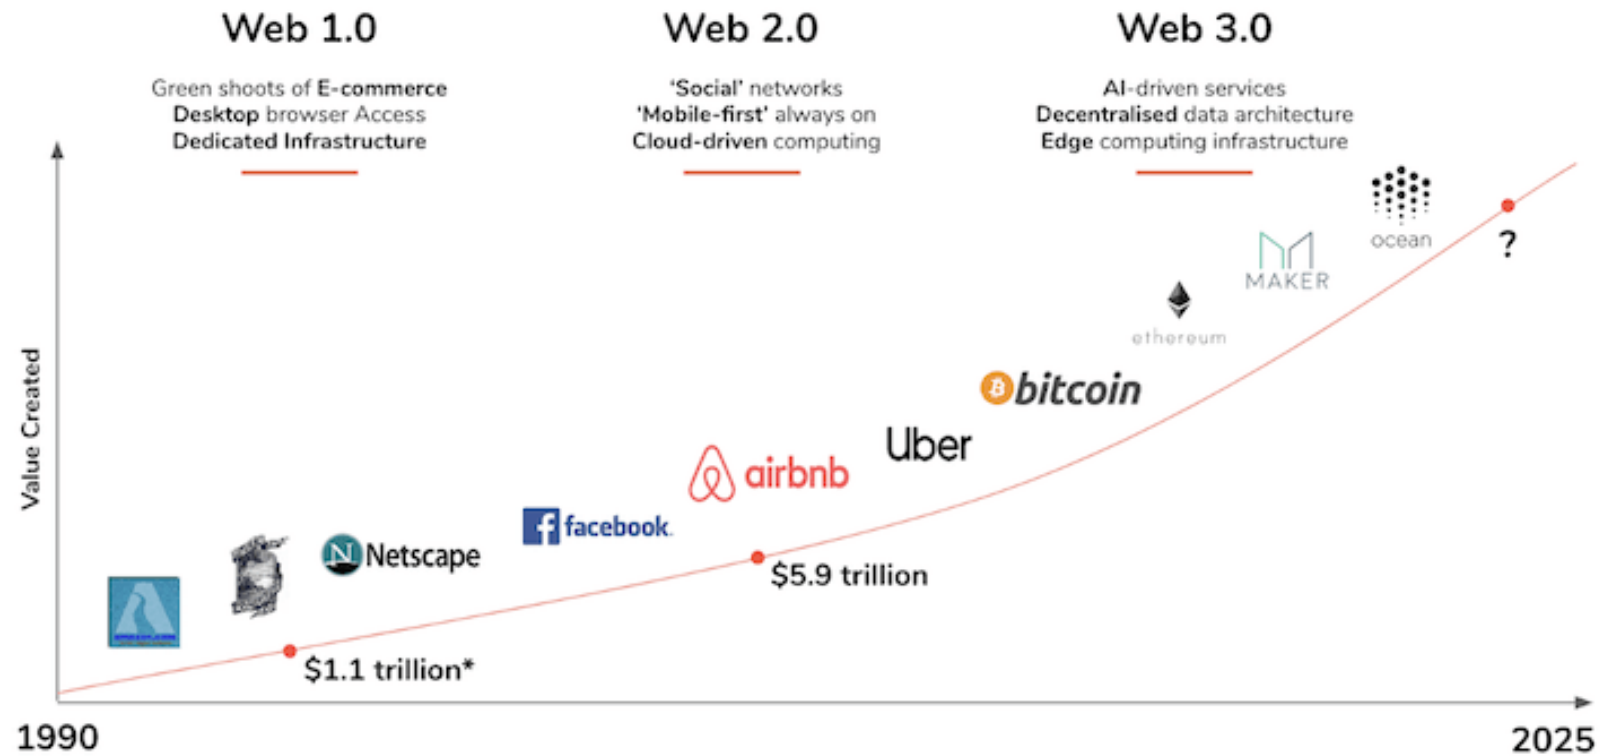 Web 1.0
Green shoots of E-commerce
Desktop browser Access
Dedicated Infrastructure
Web 2.0
'Social' networks
'Mobile-first' always on
Cloud-driven computing
Web 3.0
AI-driven services
Decentralised data architecture
Edge computing infrastructure
Value Created
Netscape
$1.1 trillion*
facebook.
airbnb
$5.9 trillion
Uber
bitcoin
ethereum
MAKER
ocean
?
1990
2025